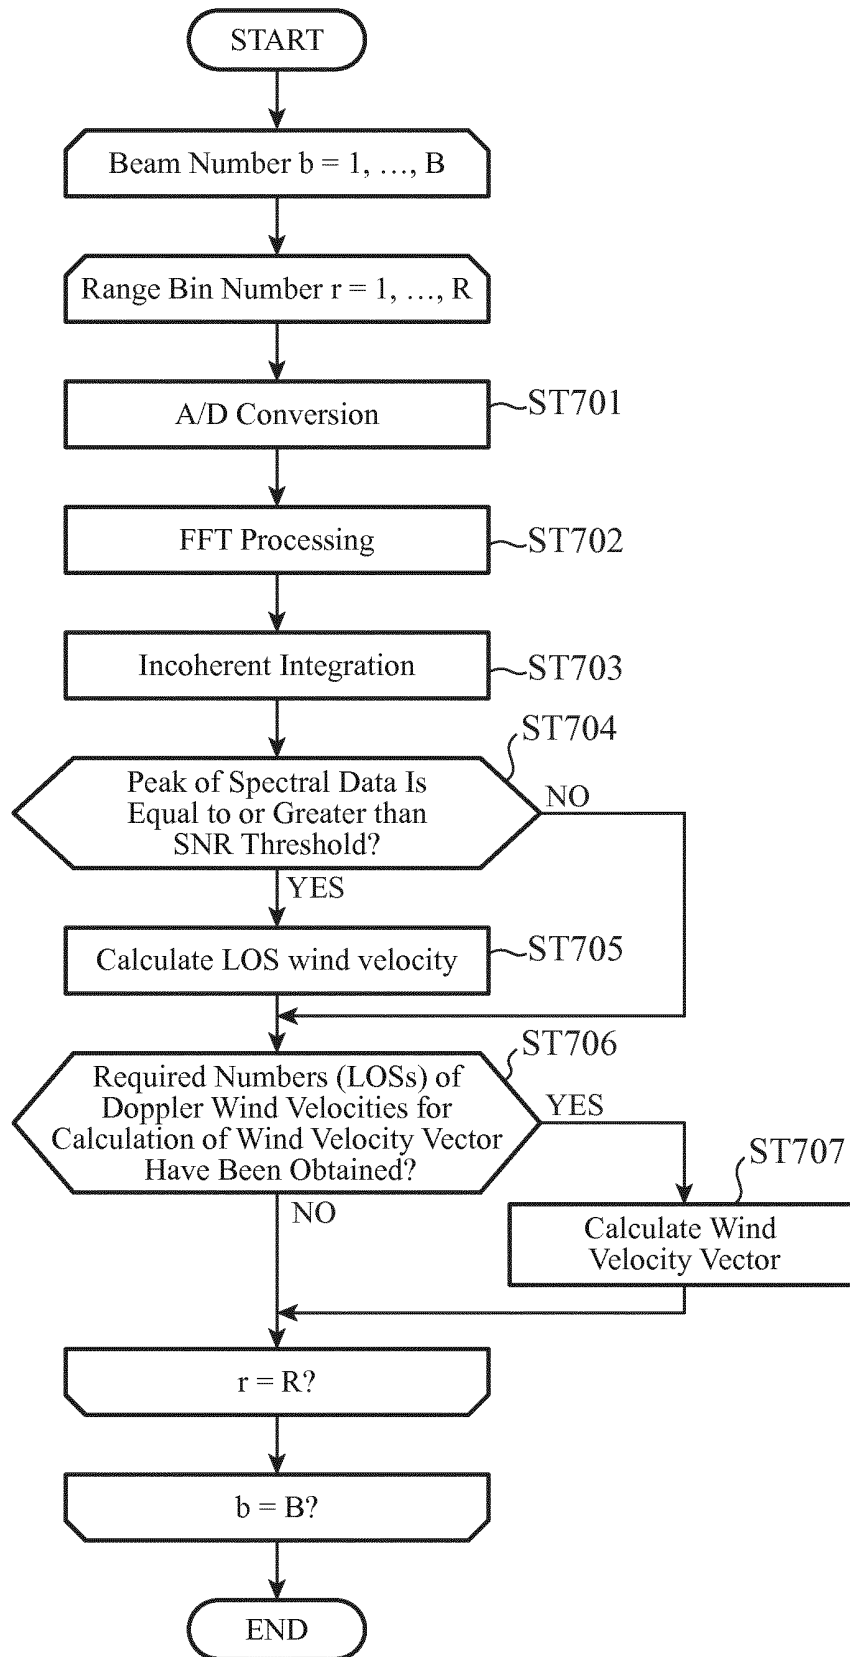 START
Beam Number b = 1, …, B
Range Bin Number r = 1, …, R
A/D Conversion
ST701
FFT Processing
ST702
Incoherent Integration
ST703
ST704
Peak of Spectral Data Is
Equal to or Greater than
SNR Threshold?
NO
YES
Calculate LOS wind velocity
ST705
ST706
Required Numbers (LOSs) of
Doppler Wind Velocities for
Calculation of Wind Velocity Vector
Have Been Obtained?
YES
NO
ST707
Calculate Wind
Velocity Vector
r = R?
b = B?
END